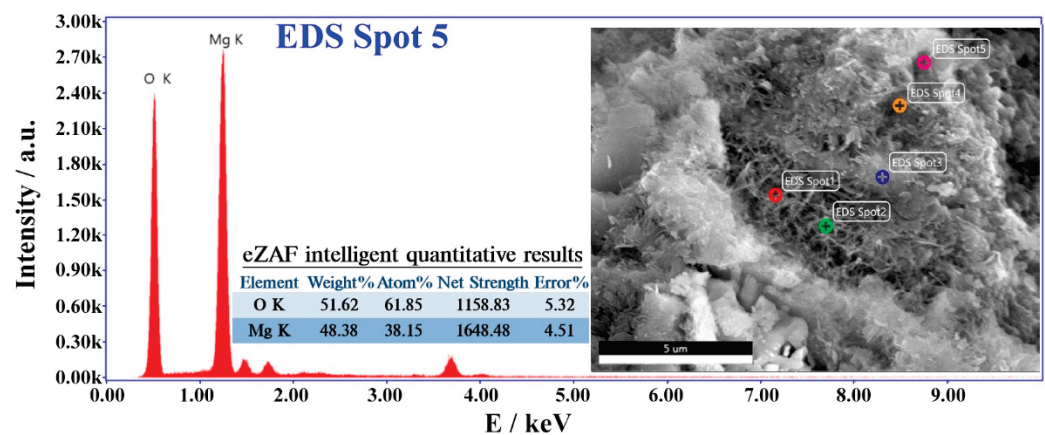 EDS Spot 5
Intensity / a.u.
3.00k
2.70k
2.40k
2.10k
1.80k
1.50k
1.20k
0.90k
0.60k
0.30k
0.00k
O K
Mg K
eZAF intelligent quantitative results
Element Weight% Atom% Net Strength Error%
O K 51.62 61.85 1158.83 5.32
Mg K 48.38 38.15 1648.48 4.51
EDS Spot5
EDS Spot4
EDS Spot3
EDS Spot1
EDS Spot2
5 um
0.00 1.00 2.00 3.00 4.00 5.00 6.00 7.00 8.00 9.00
E / keV